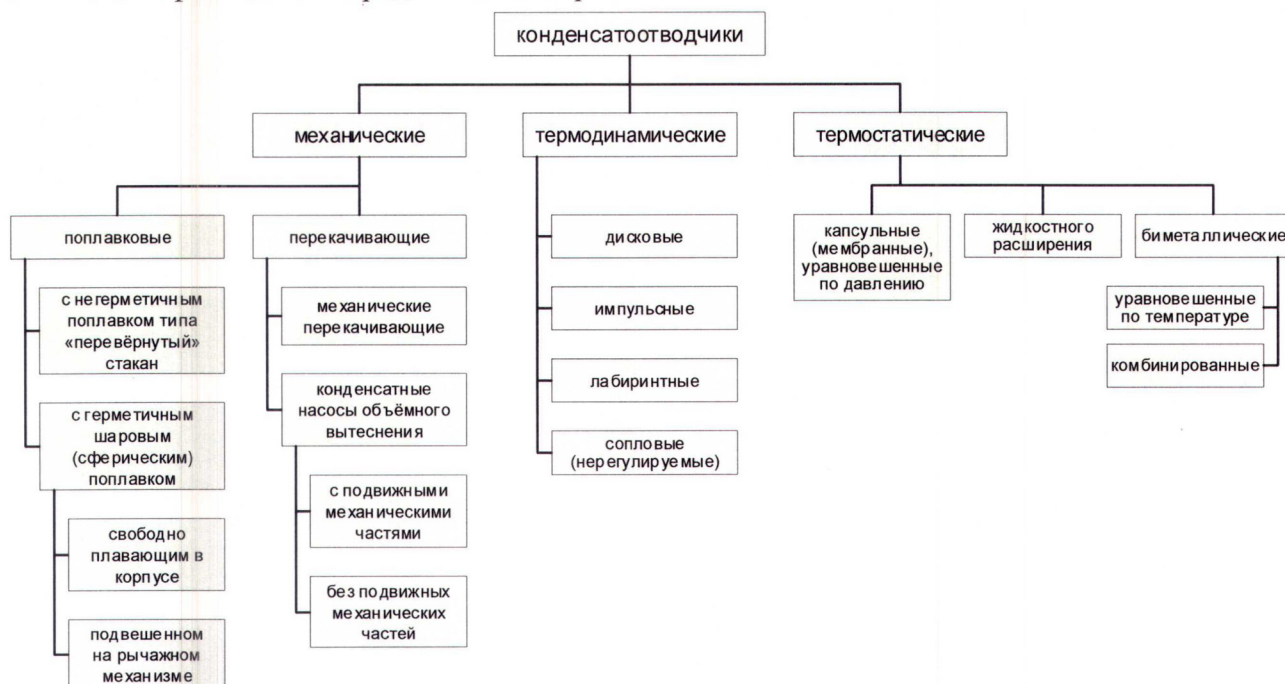 конденсатоотводчики
механические
термодинамические
термостатические
поплавковые
с негерметичным
поплавком типа
«перевёрнутый»
стакан
с герметичным
шаровым
(сферическим)
поплавком
свободно
плавающим в
корпусе
подвешенном
на рычажном
механизме
перекачивающие
механические
перекачивающие
конденсатные
насосы объёмного
вытеснения
с подвижными
механическими
частями
без подвижных
механических
частей
дисковые
импульсные
лабиринтные
сопловые
(нерегулируемые)
капсульные
(мембранные),
уравновешенные
по давлению
жидкостного
расширения
биметаллические
уравновешенные
по температуре
комбинированные